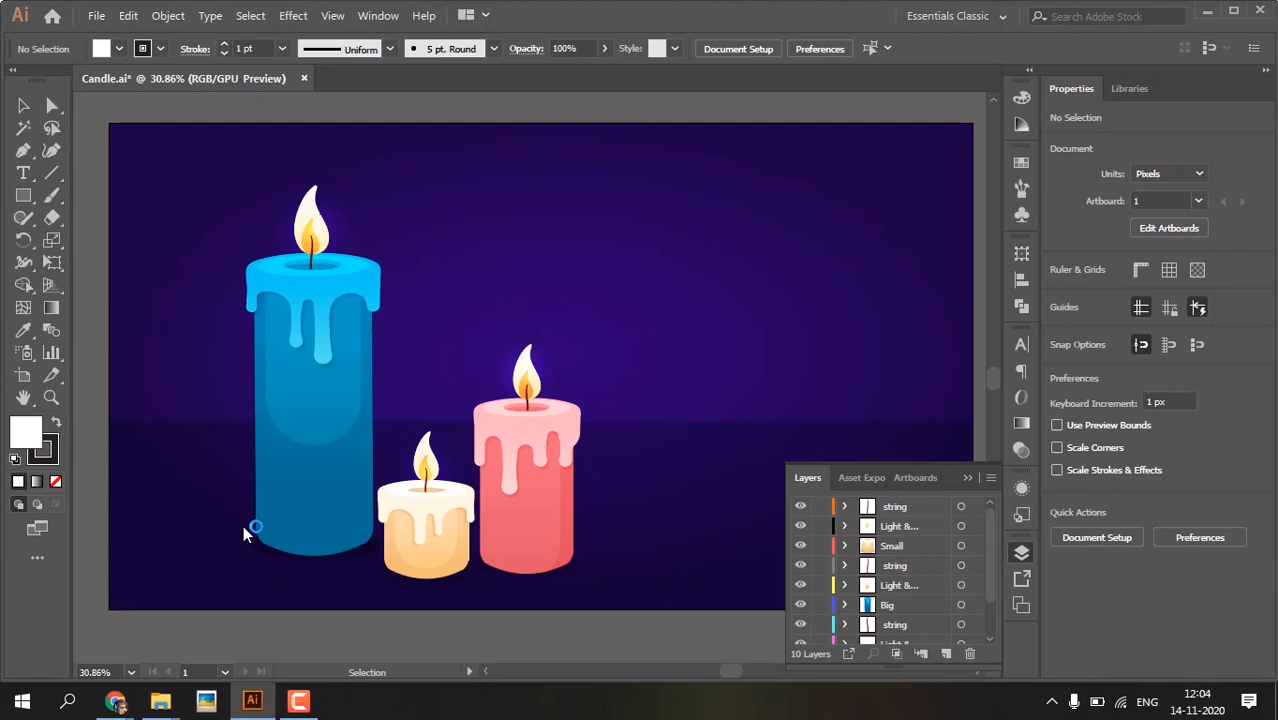 Ai File Edit Object Type Select Effect View Window Help Essentials Classic Search Adobe Stock
No Selection Stroke: 1 pt Uniform 5 pt. Round Opacity: 100% Style: Document Setup Preferences
Candle.ai* @ 30.86% (RGB/GPU Preview)
Properties Libraries
No Selection
Document
Units: Pixels
Artboard: 1
Edit Artboards
Ruler & Grids
Guides
Snap Options
Preferences
Keyboard Increment: 1 px
Use Preview Bounds
Scale Corners
Scale Strokes & Effects
Quick Actions
Document Setup Preferences
Layers Asset Expo Artboards
string
Light &...
Small
string
Light &...
Big
string
Light &...
10 Layers
30.86% 1 Selection
Ai ENG 12:04
14-11-2020